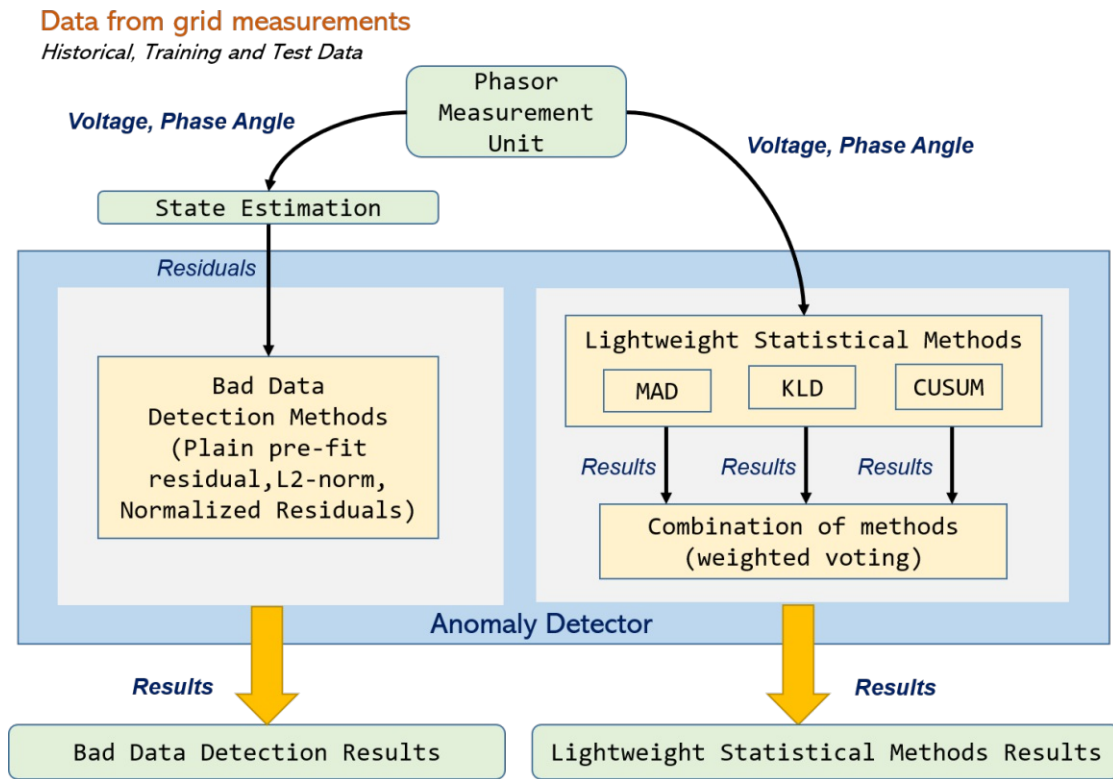 Data from grid measurements
Historical, Training and Test Data
Phasor
Measurement
Unit
Voltage, Phase Angle
Voltage, Phase Angle
State Estimation
Residuals
Bad Data
Detection Methods
(Plain pre-fit
residual,L2-norm,
Normalized Residuals)
Lightweight Statistical Methods
MAD
KLD
CUSUM
Results
Results
Results
Combination of methods
(weighted voting)
Anomaly Detector
Results
Results
Bad Data Detection Results
Lightweight Statistical Methods Results